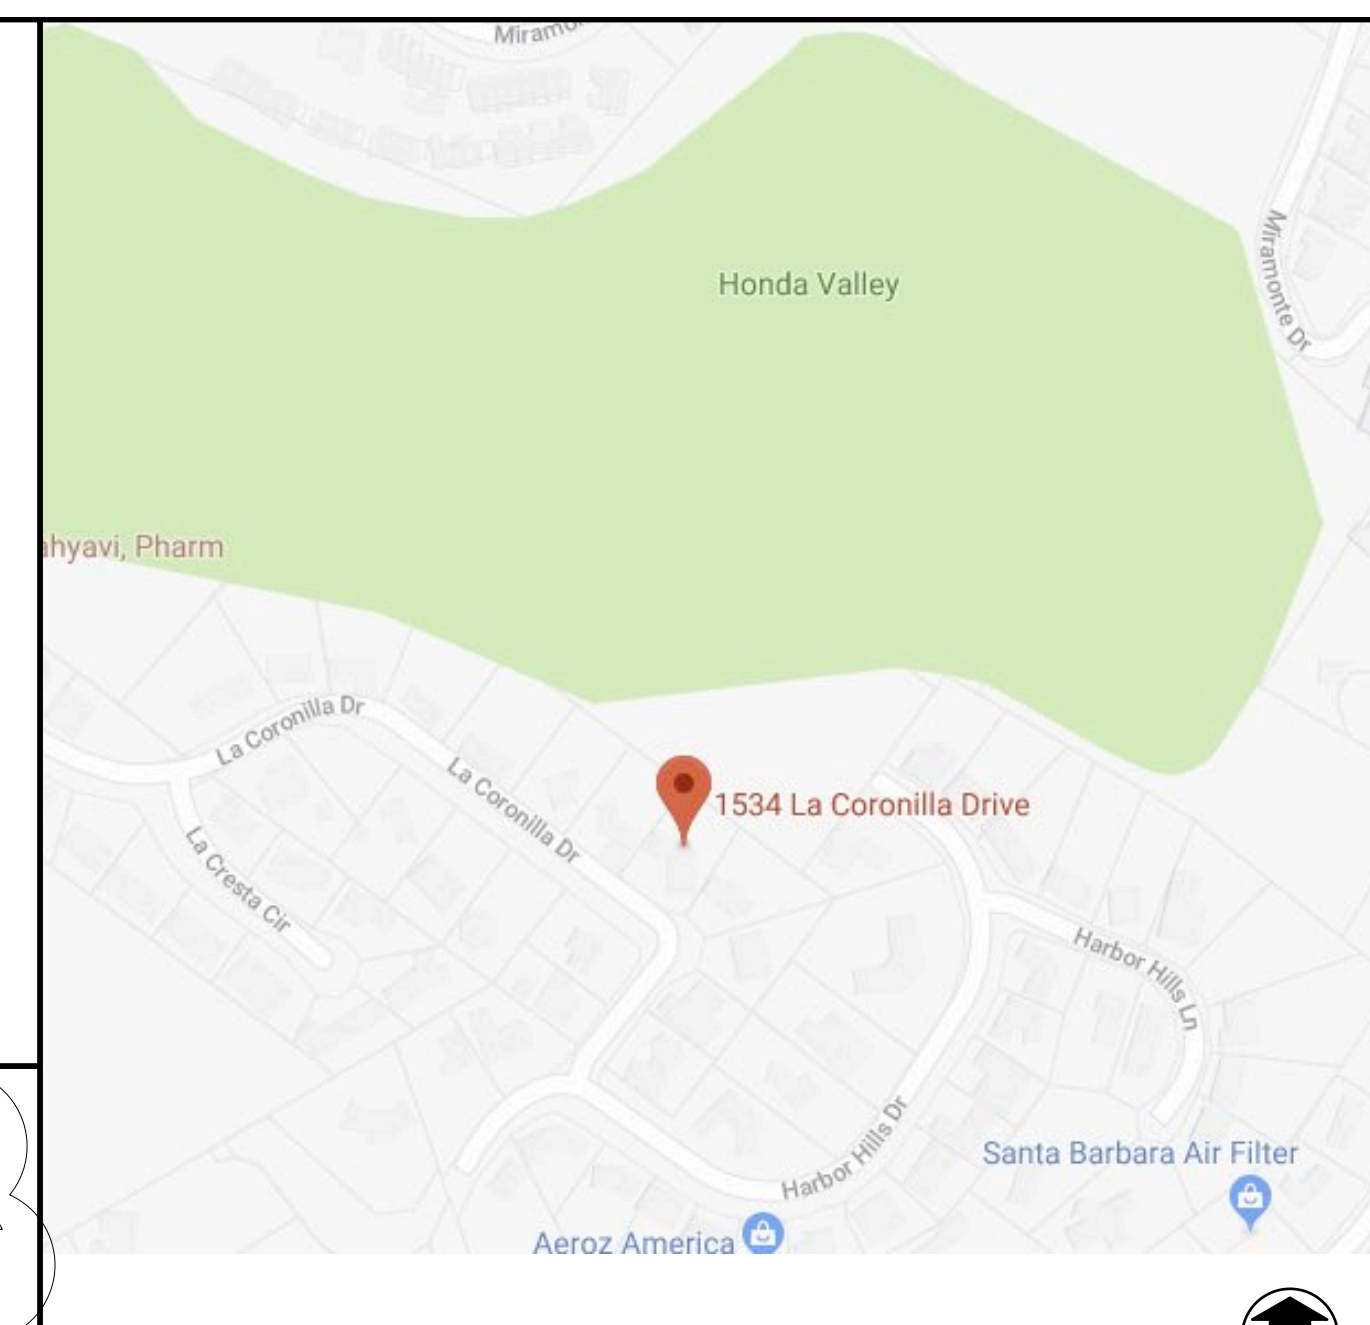 Miramonte Dr
Honda Valley
Pharm
La Coronilla Dr
La Coronilla Dr
1534 La Coronilla Drive
La Cresta Cir
Harbor Hills Ln
Harbor Hills Dr
Santa Barbara Air Filter
Aeroz America